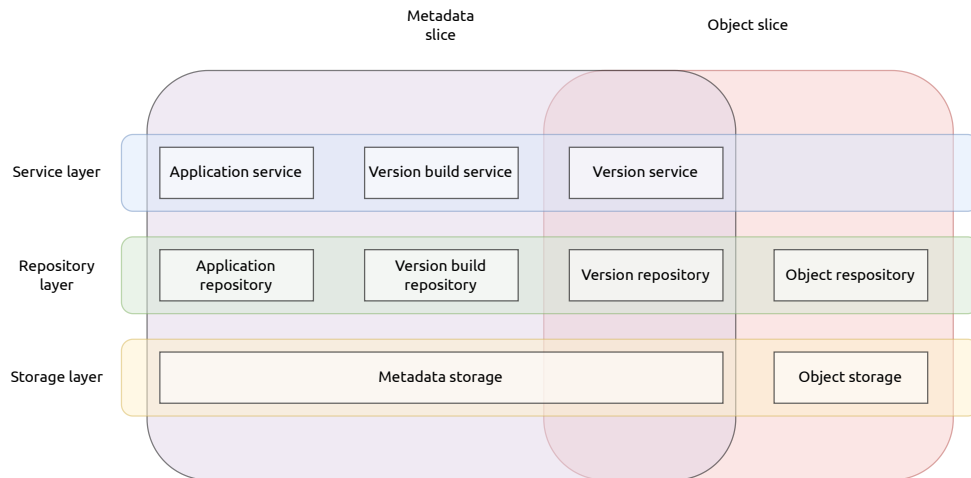 Metadata
slice
Object slice
Service layer
Application service
Version build service
Version service
Repository
layer
Application
repository
Version build
repository
Version repository
Object respository
Storage layer
Metadata storage
Object storage